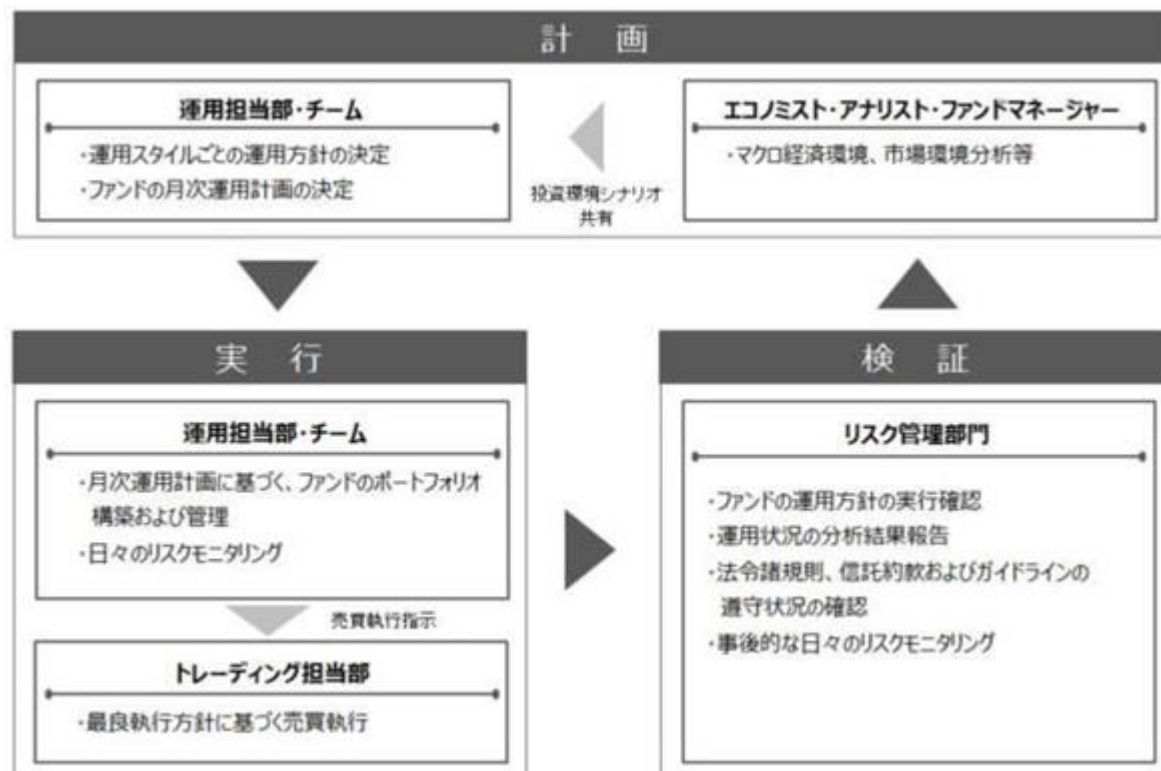 計　画
運用担当部・チーム
・運用スタイルごとの運用方針の決定
・ファンドの月次運用計画の決定
投資環境シナリオ
共有
エコノミスト・アナリスト・ファンドマネージャー
・マクロ経済環境、市場環境分析等
実　行
運用担当部・チーム
・月次運用計画に基づく、ファンドのポートフォリオ
構築および管理
・日々のリスクモニタリング
売買執行指示
トレーディング担当部
・最良執行方針に基づく売買執行
検　証
リスク管理部門
・ファンドの運用方針の実行確認
・運用状況の分析結果報告
・法令諸規則、信託約款およびガイドラインの
遵守状況の確認
・事後的な日々のリスクモニタリング